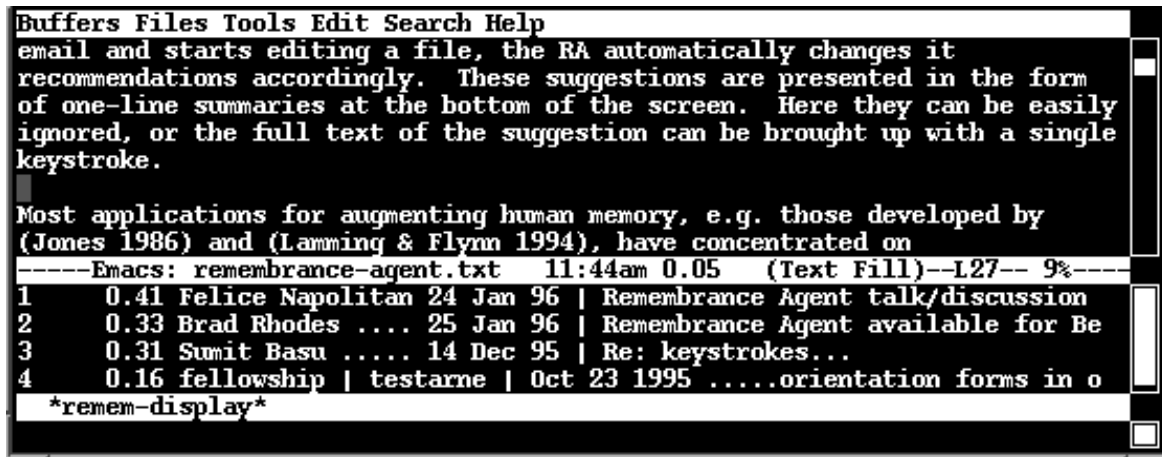 Buffers Files Tools Edit Search Help
email and starts editing a file, the RA automatically changes it
recommendations accordingly.  These suggestions are presented in the form
of one-line summaries at the bottom of the screen.  Here they can be easily
ignored, or the full text of the suggestion can be brought up with a single
keystroke.
Most applications for augmenting human memory, e.g. those developed by
(Jones 1986) and (Lamming & Flynn 1994), have concentrated on
-----Emacs: remembrance-agent.txt   11:44am 0.05   (Text Fill)--L27-- 9%----
1     0.41 Felice Napolitan 24 Jan 96 | Remembrance Agent talk/discussion
2     0.33 Brad Rhodes .... 25 Jan 96 | Remembrance Agent available for Be
3     0.31 Sumit Basu ..... 14 Dec 95 | Re: keystrokes...
4     0.16 fellowship | testarne | Oct 23 1995 .....orientation forms in o
*remem-display*